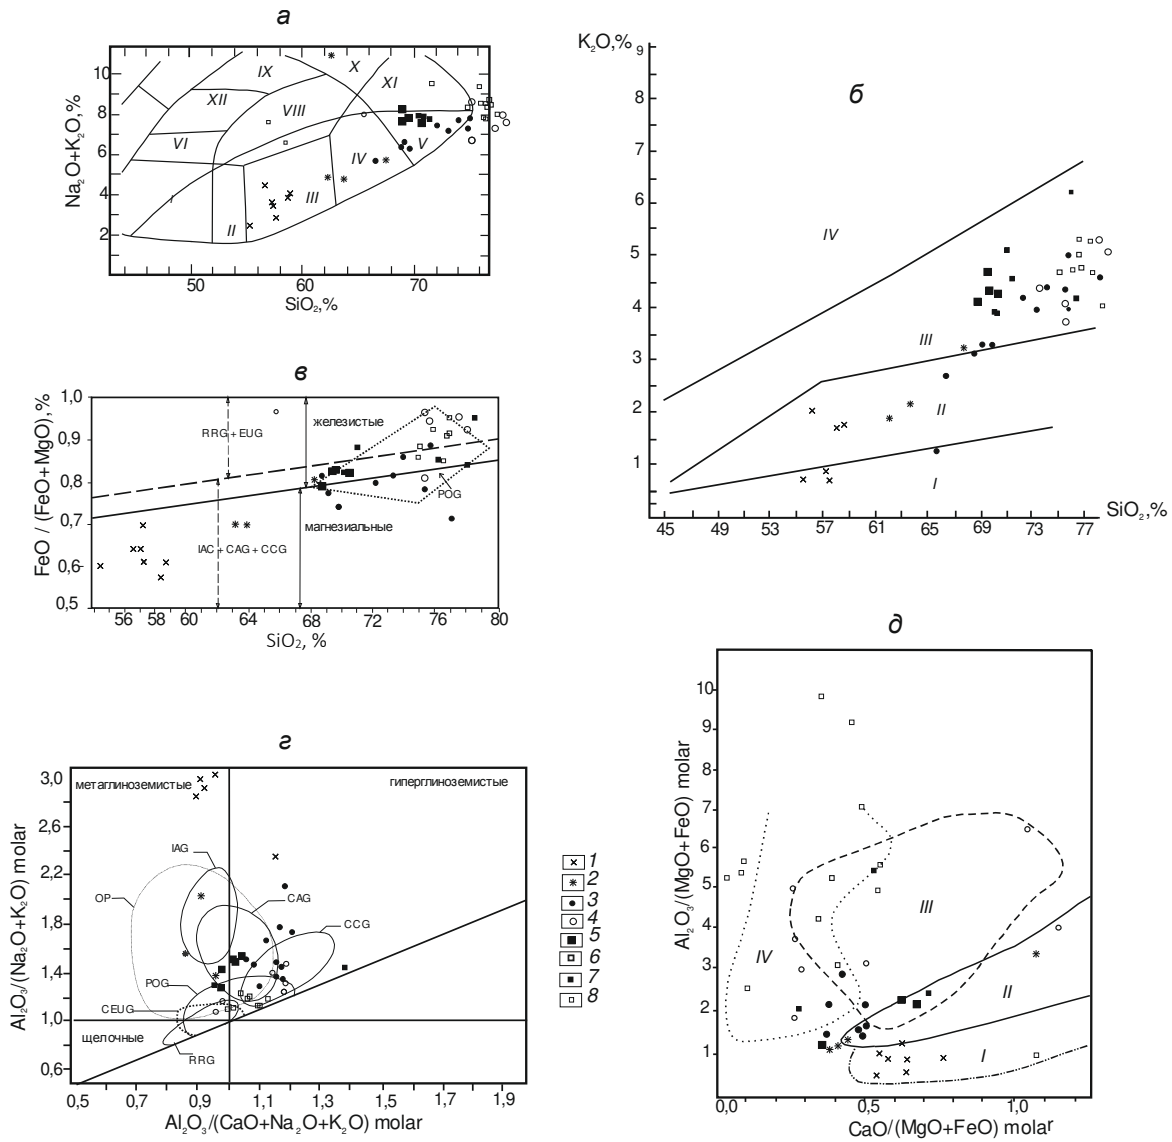 а
Na2O+K2O,%
10
8
6
4
2
IX
X
XI
XII
VIII
VI
IV
V
I
II
III
50
60
70
SiO2,%
б
K2O,%
9
8
7
6
5
4
3
2
1
IV
III
II
I
45
49
53
57
61
65
69
73
77
SiO2,%
в
FeO / (FeO+MgO),%
1,0
0,9
0,8
0,7
0,6
0,5
RRG+EUG
железистые
POG
магнезиальные
IAC+CAG+CCG
56
58
60
64
68
72
76
80
SiO2, %
г
Al2O3/(Na2O+K2O) molar
3,0
2,6
2,2
1,8
1,4
1,0
0,6
метаглиноземистые
гиперглиноземистые
IAG
OP
CAG
CCG
POG
CEUG
щелочные
RRG
0,5
0,7
0,9
1,1
1,3
1,5
1,7
1,9
Al2O3/(CaO+Na2O+K2O) molar
1
2
3
4
5
6
7
8
д
Al2O3/(MgO+FeO) molar
10
9
8
7
6
5
4
3
2
1
III
IV
II
I
0,0
0,5
1,0
CaO/(MgO+FeO) molar